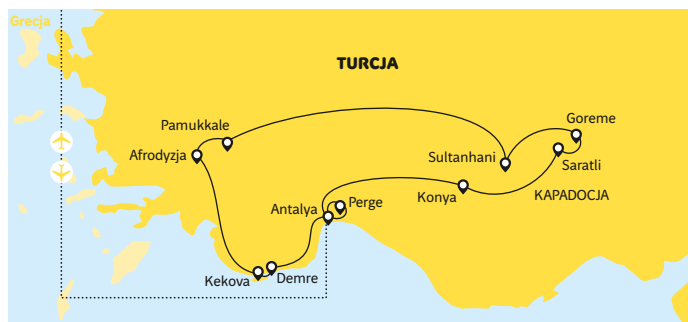 Grecja
TURCJA
Goreme
Pamukkale
Afrodyzja
Sultanhani
Saratli
KAPADOCJA
Konya
Perge
Antalya
Demre
Kekova